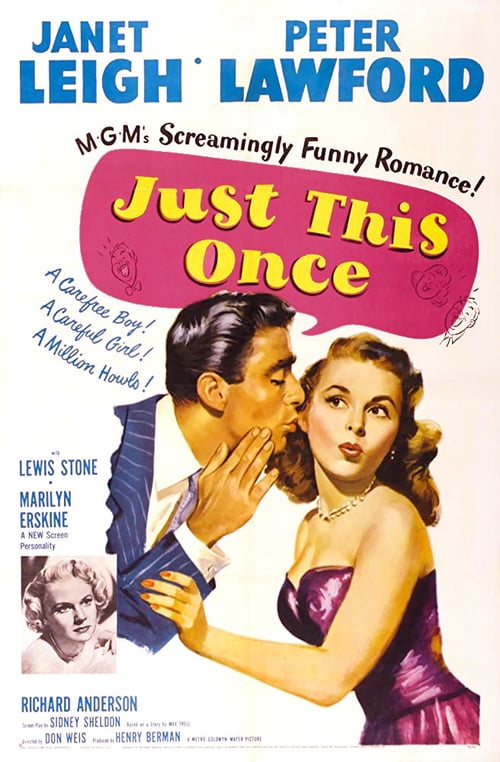 JANET PETER
LEIGH · LAWFORD
M-G-M's Screamingly Funny Romance!
Just This
Once
A Carefree Boy!
A Careful Girl!
A Million Howls!
WITH
LEWIS STONE
MARILYN
ERSKINE
A NEW Screen
Personality
RICHARD ANDERSON
Screen Play by SIDNEY SHELDON Based on a Story by MAX TRELL
Directed by DON WEIS Produced by HENRY BERMAN A METRO GOLDWYN MAYER PICTURE